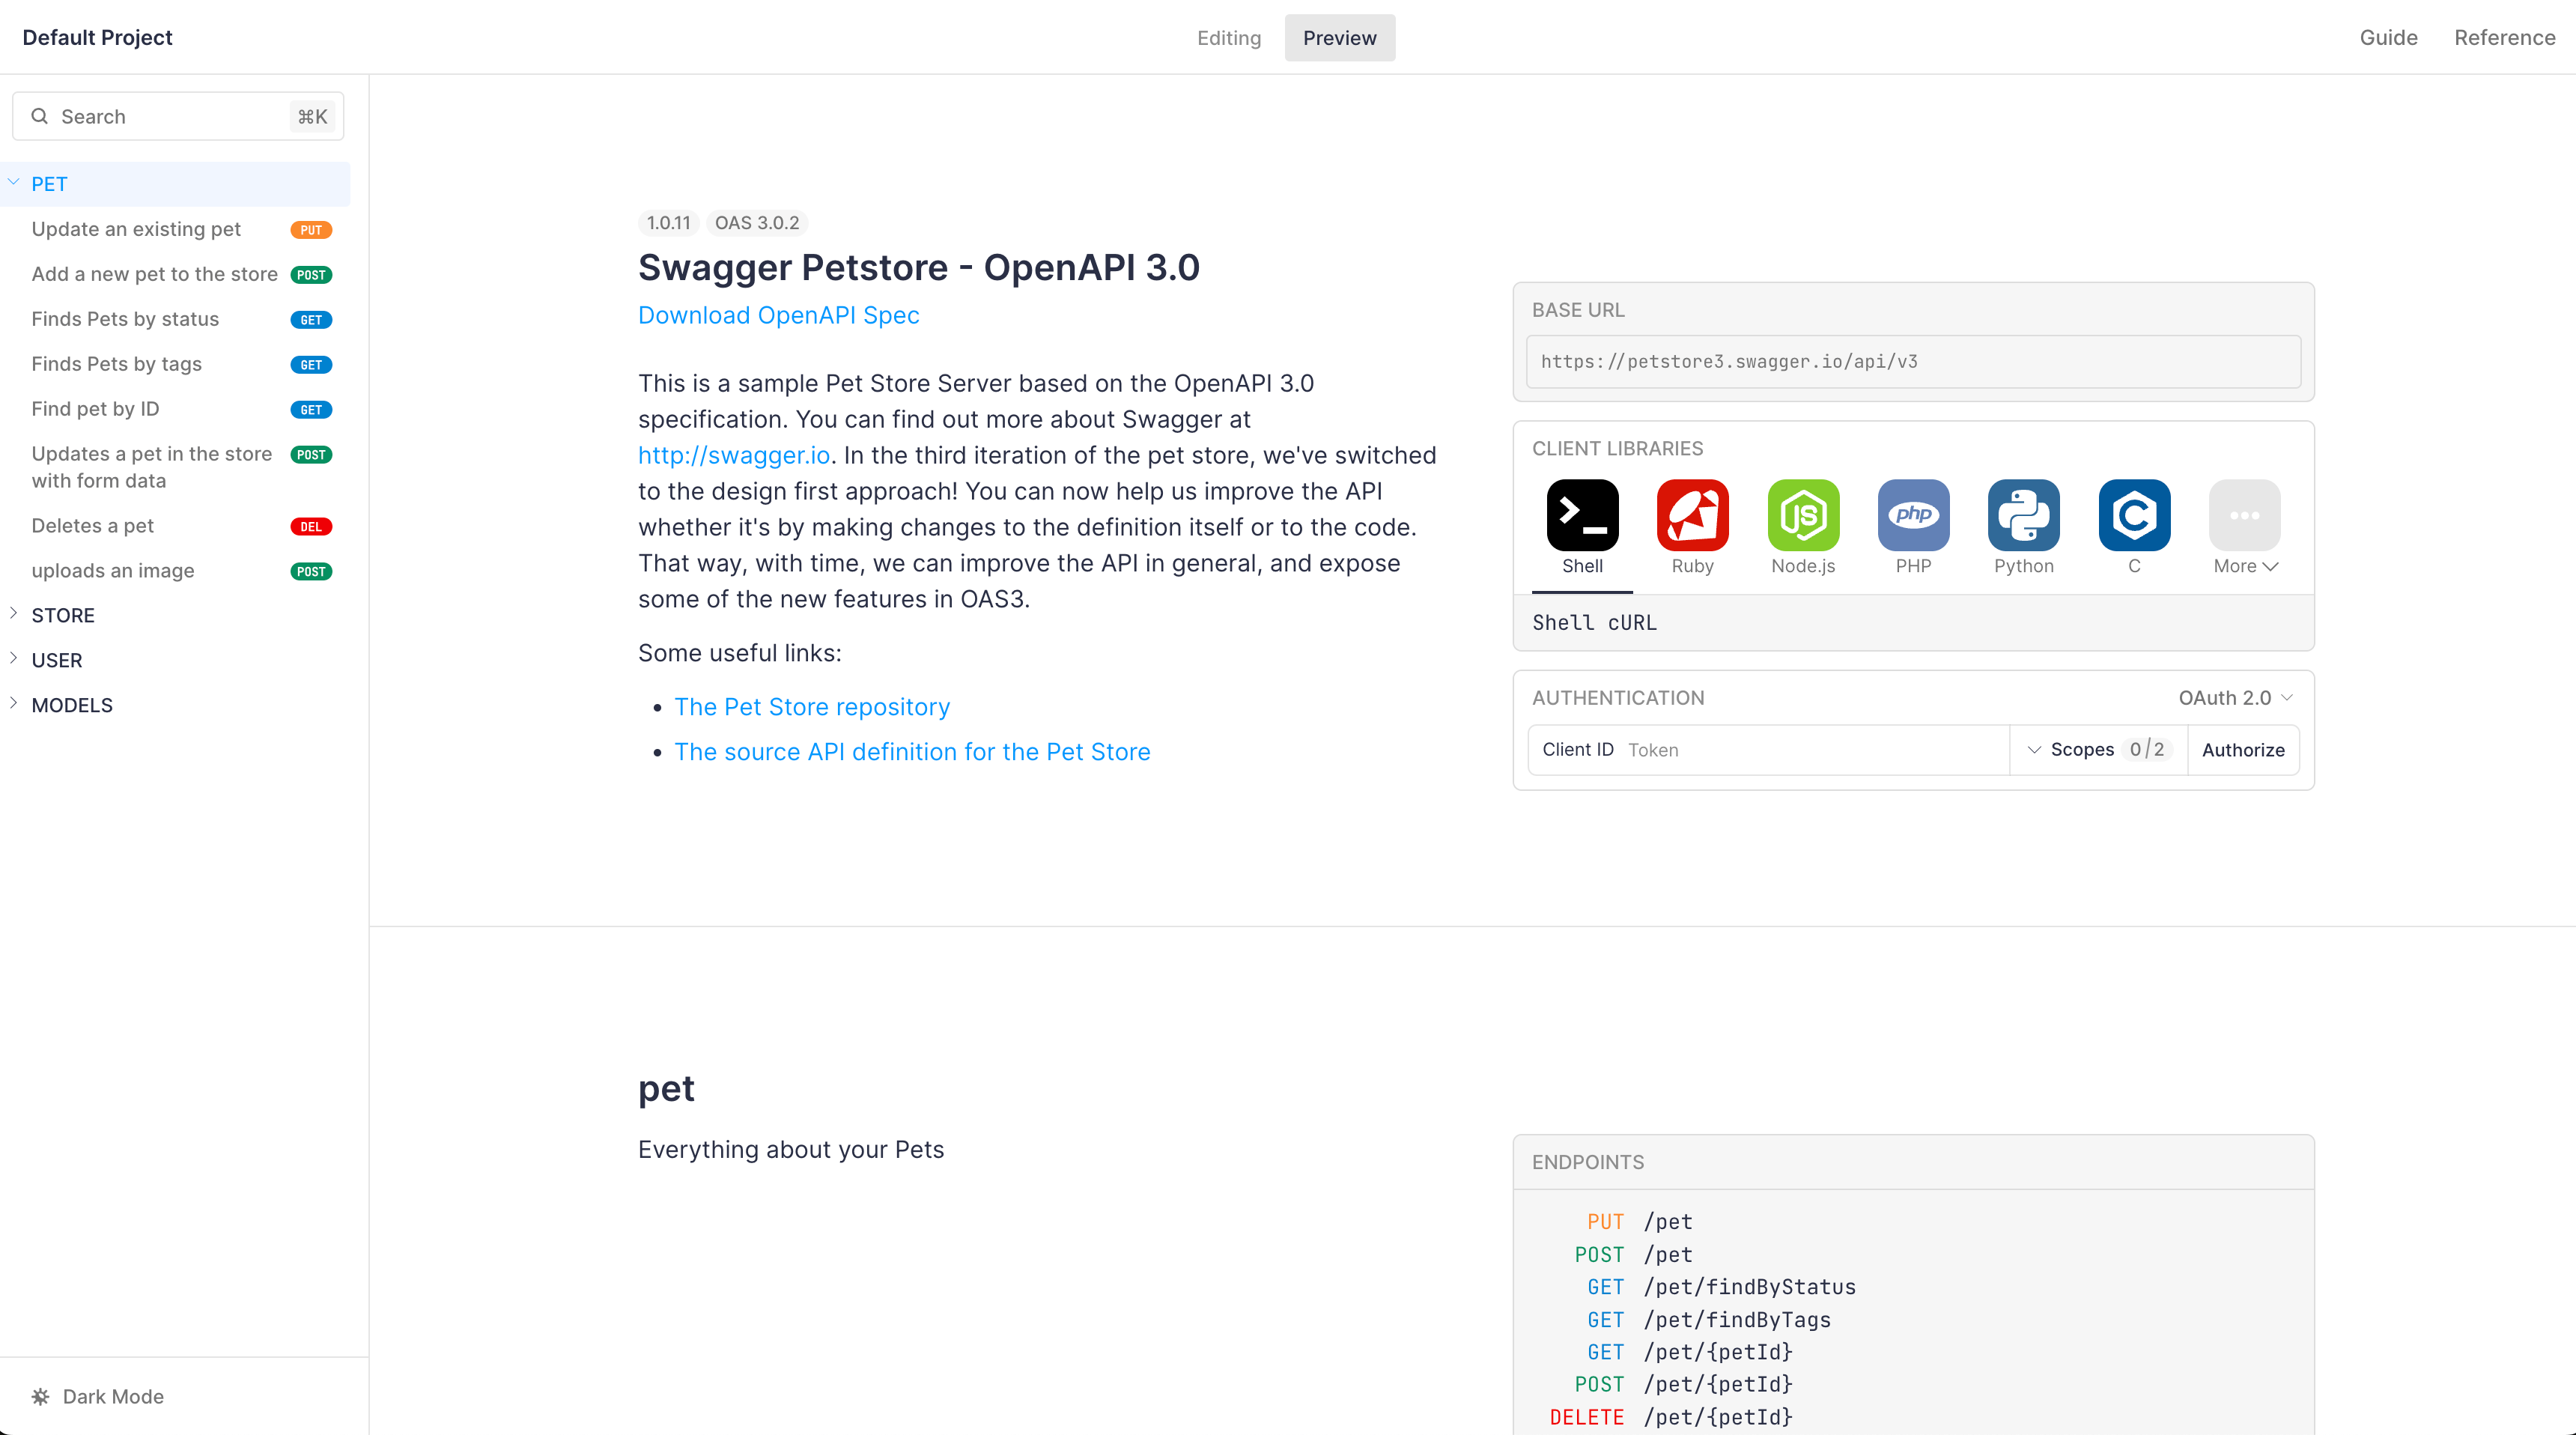 Default Project
Editing
Preview
Guide
Reference
Search
⌘K
PET
Update an existing pet PUT
Add a new pet to the store POST
Finds Pets by status GET
Finds Pets by tags GET
Find pet by ID GET
Updates a pet in the store POST
with form data
Deletes a pet DEL
uploads an image POST
STORE
USER
MODELS
Dark Mode
1.0.11 OAS 3.0.2
Swagger Petstore - OpenAPI 3.0
Download OpenAPI Spec
This is a sample Pet Store Server based on the OpenAPI 3.0
specification. You can find out more about Swagger at
http://swagger.io. In the third iteration of the pet store, we've switched
to the design first approach! You can now help us improve the API
whether it's by making changes to the definition itself or to the code.
That way, with time, we can improve the API in general, and expose
some of the new features in OAS3.
Some useful links:
• The Pet Store repository
• The source API definition for the Pet Store
BASE URL
https://petstore3.swagger.io/api/v3
CLIENT LIBRARIES
JS
php
C
Shell Ruby Node.js PHP Python C More
Shell cURL
AUTHENTICATION OAuth 2.0
Client ID Token Scopes 0/2 Authorize
pet
Everything about your Pets
ENDPOINTS
PUT /pet
POST /pet
GET /pet/findByStatus
GET /pet/findByTags
GET /pet/{petId}
POST /pet/{petId}
DELETE /pet/{petId}